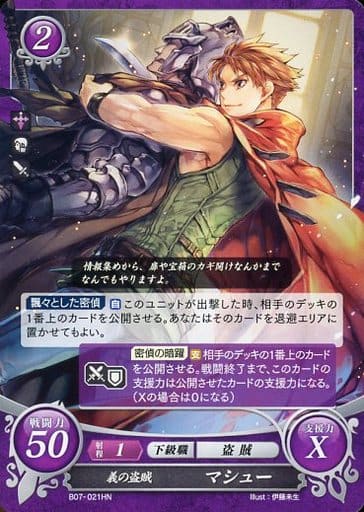 2
情報集めから、扉や宝箱のカギ開けなんかまで
なんでもやりますよ。
飄々とした密偵 自 このユニットが出撃した時、相手のデッキの
1番上のカードを公開させる。あなたはそのカードを退避エリアに
置かせてもよい。
密偵の暗躍 支 相手のデッキの1番上のカード
を公開させる。戦闘終了まで、このカードの
支援力は公開させたカードの支援力になる。
(Xの場合は0になる)
戦闘力
50
射程 1 下級職 盗賊
支援力
X
義の盗賊 マシュー
B07-021HN
Illust:伊藤未生